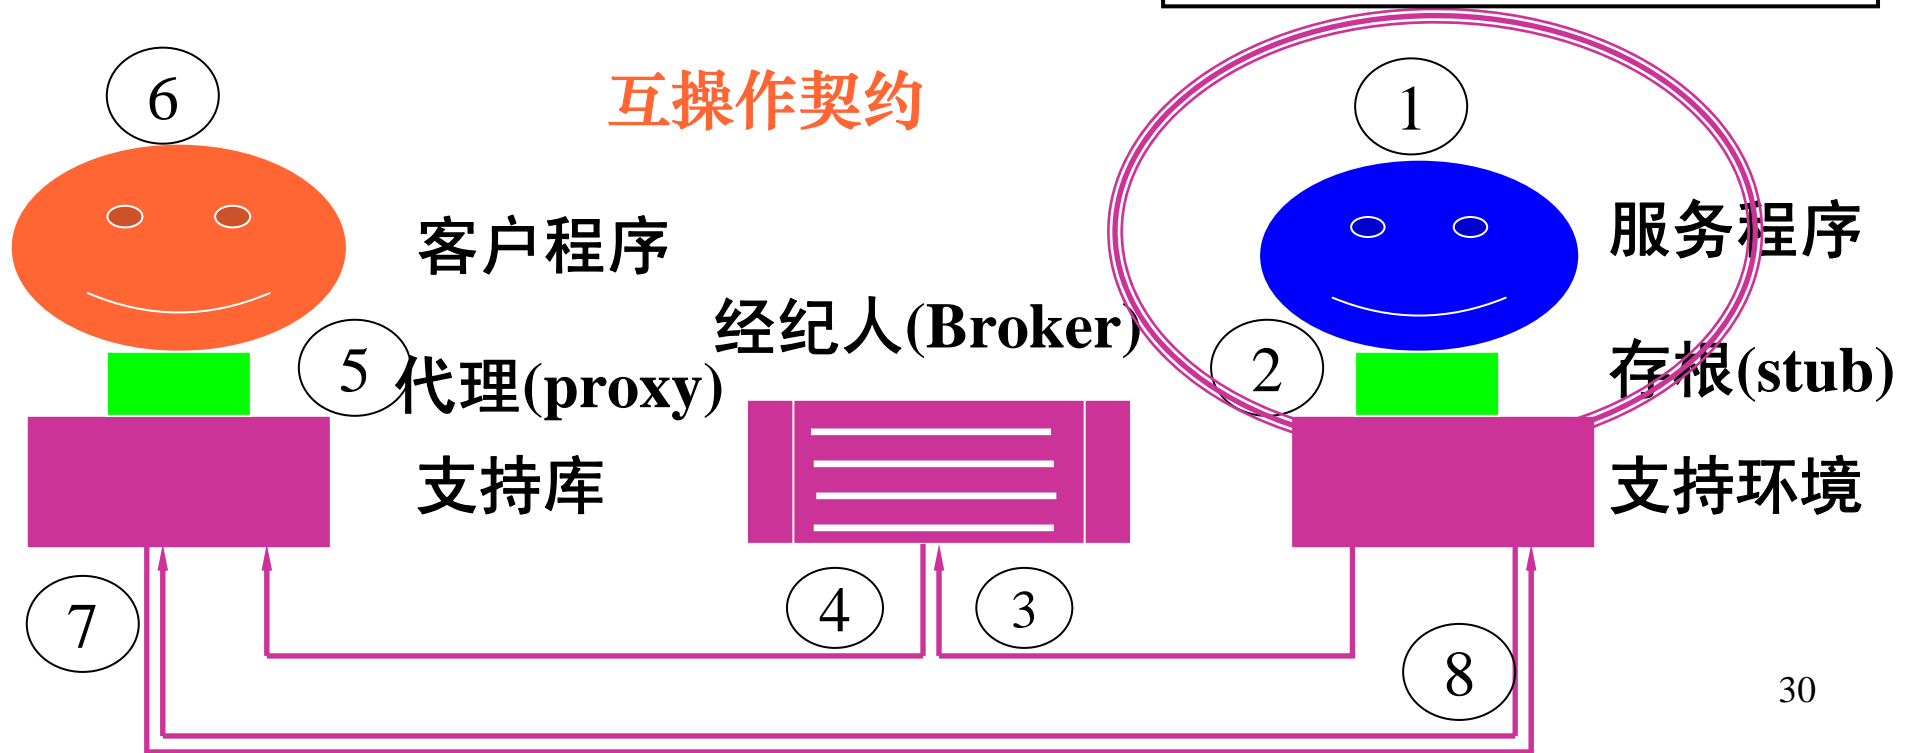 互操作契约
6
1
客户程序
服务程序
经纪人(Broker)
5
代理(proxy)
2
存根(stub)
支持库
支持环境
7
4
3
8
30